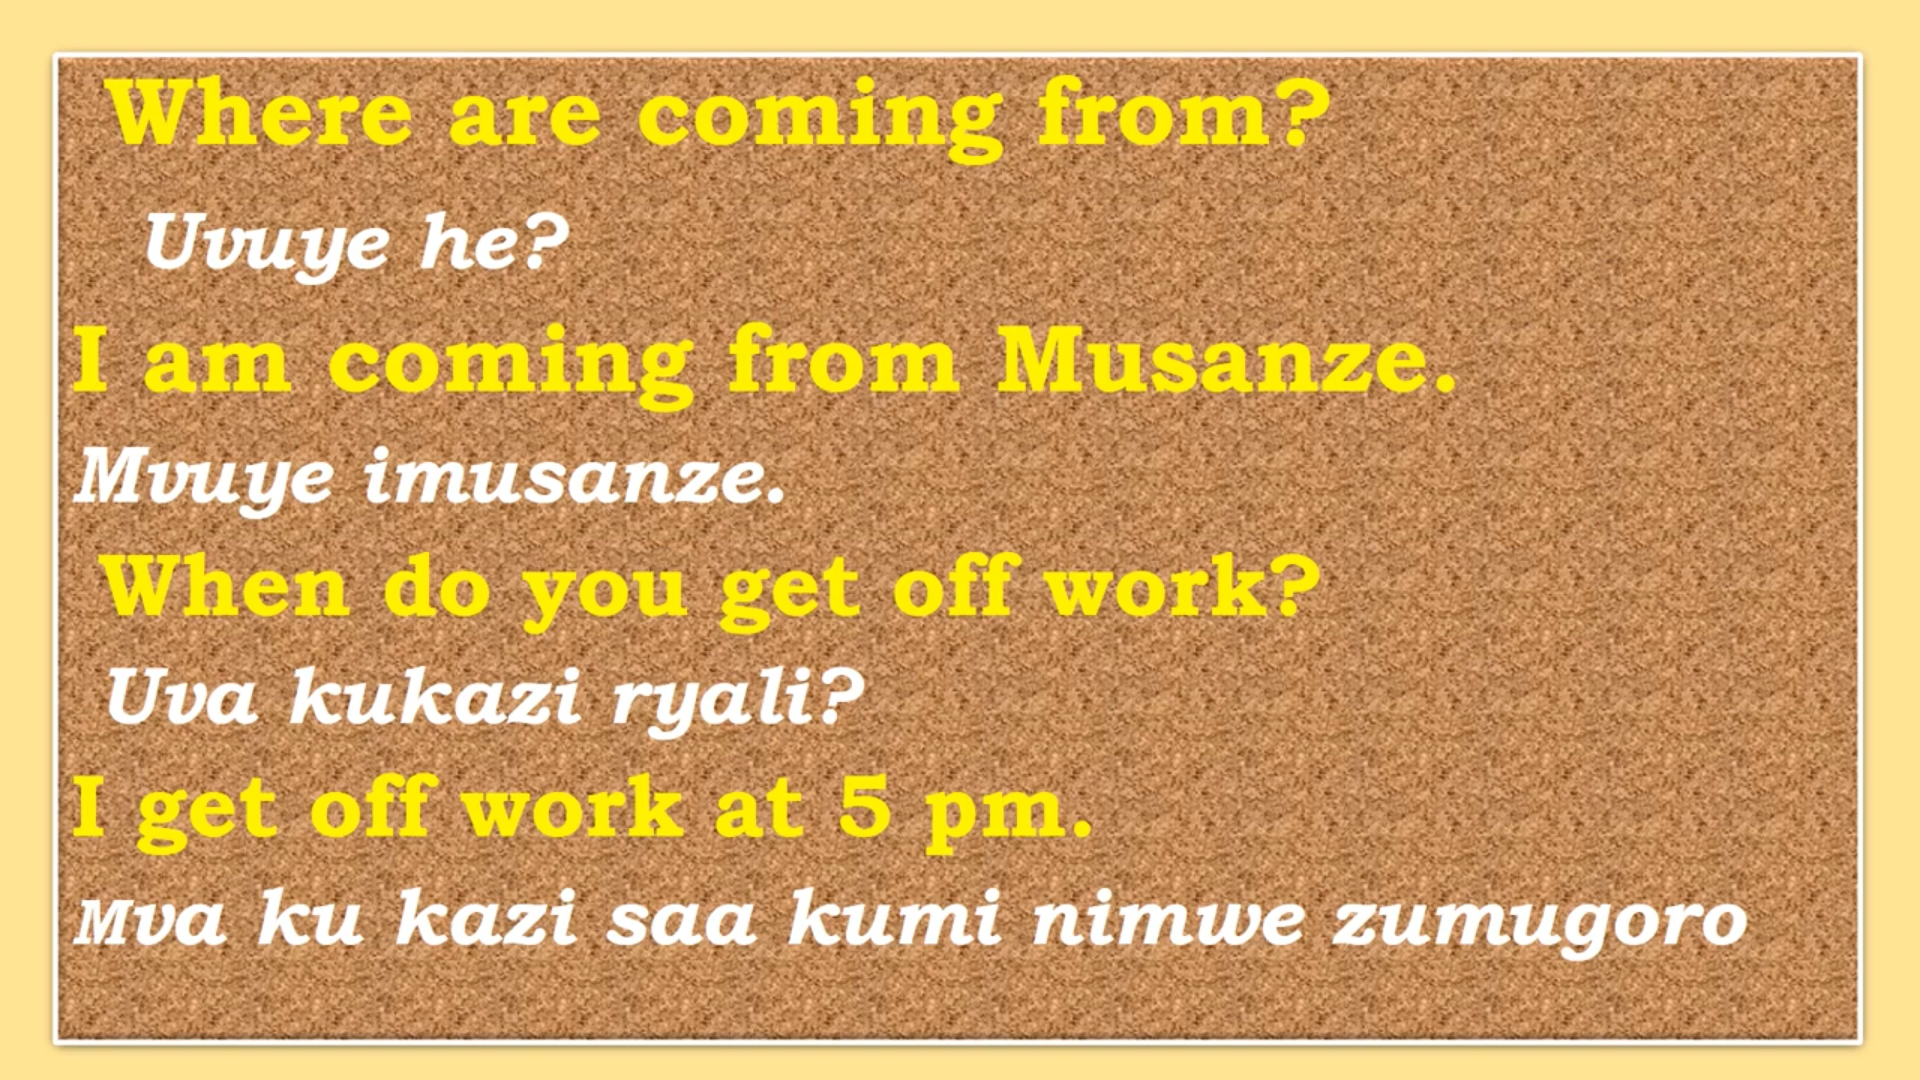 Where are coming from?
Uvuye he?
I am coming from Musanze.
Mvuye imusanze.
When do you get off work?
Uva kukazi ryali?
I get off work at 5 pm.
Mva ku kazi saa kumi nimwe zumugoro